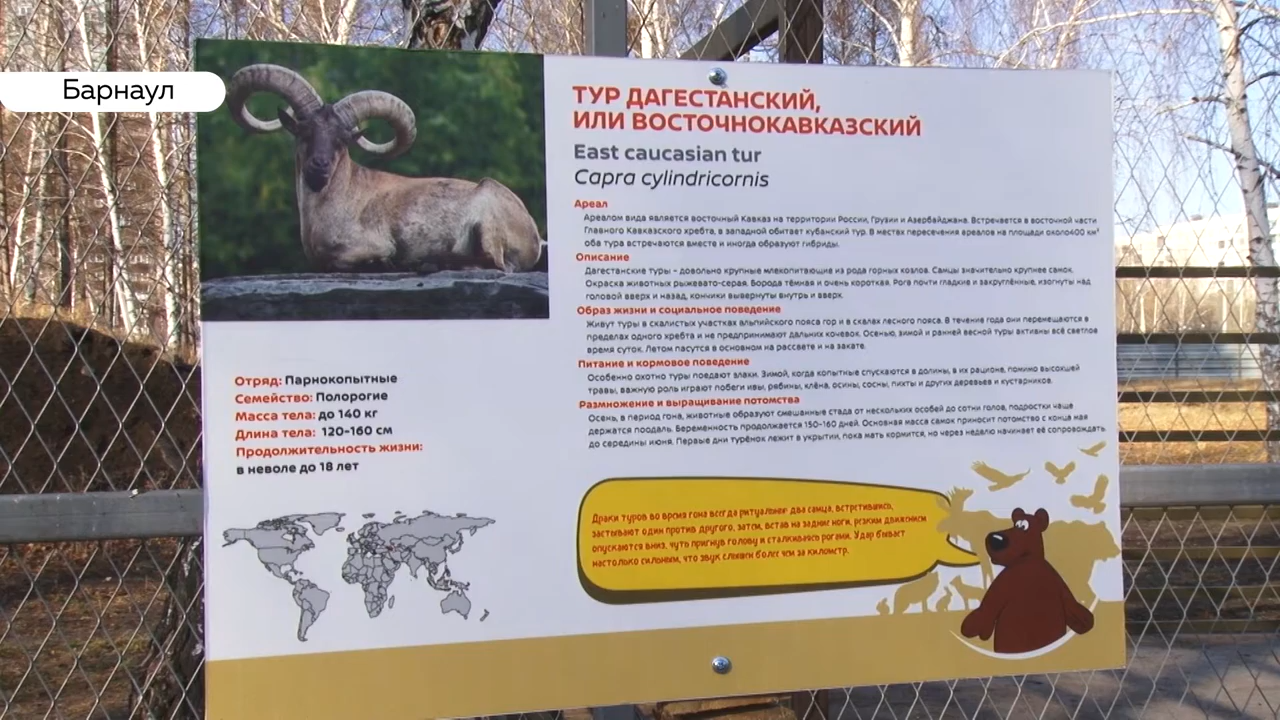 Барнаул
ТУР ДАГЕСТАНСКИЙ,
ИЛИ ВОСТОЧНОКАВКАЗСКИЙ
East caucasian tur
Capra cylindricornis
Ареал
Ареалом вида является восточный Кавказ на территории России, Грузии и Азербайджана. Встречается в восточной части
Главного Кавказского хребта, в западной обитает кубанский тур. В местах пересечения ареалов на площади около400 км²
оба тура встречаются вместе и иногда образуют гибриды.
Описание
Дагестанские туры – довольно крупные млекопитающие из рода горных козлов. Самцы значительно крупнее самок.
Окраска животных рыжевато-серая. Борода тёмная и очень короткая. Рога почти гладкие и закруглённые, изогнуты над
головой вверх и назад, кончики вывернуты внутрь и вверх.
Образ жизни и социальное поведение
Живут туры в скалистых участках альпийского пояса гор и в скалах лесного пояса. В течение года они перемещаются в
пределах одного хребта и не предпринимают дальних кочевок. Осенью, зимой и ранней весной туры активны всё светлое
время суток. Летом пасутся в основном на рассвете и на закате.
Питание и кормовое поведение
Особенно охотно туры поедают злаки. Зимой, когда копытные спускаются в долины, в их рационе, помимо высохшей
травы, важную роль играют побеги ивы, рябины, клёна, осины, сосны, пихты и других деревьев и кустарников.
Размножение и выращивание потомства
Осень, в период гона, животные образуют смешанные стада от нескольких особей до сотни голов, подростки чаще
держатся поодаль. Беременность продолжается 150-160 дней. Основная масса самок приносит потомство с конца мая
до середины июня. Первые дни турёнок лежит в укрытии, пока мать кормится, но через неделю начинает её сопровождать.
Отряд: Парнокопытные
Семейство: Полорогие
Масса тела: до 140 кг
Длина тела: 120-160 см
Продолжительность жизни:
в неволе до 18 лет
Драки туров во время гона всегда ритуальные: два самца, встретившись,
застывают один против другого, затем, встав на задние ноги, резким движением
опускаются вниз, чуть пригнув голову и сталкиваясь рогами. Удар бывает
настолько сильным, что звук слышен более чем за километр.